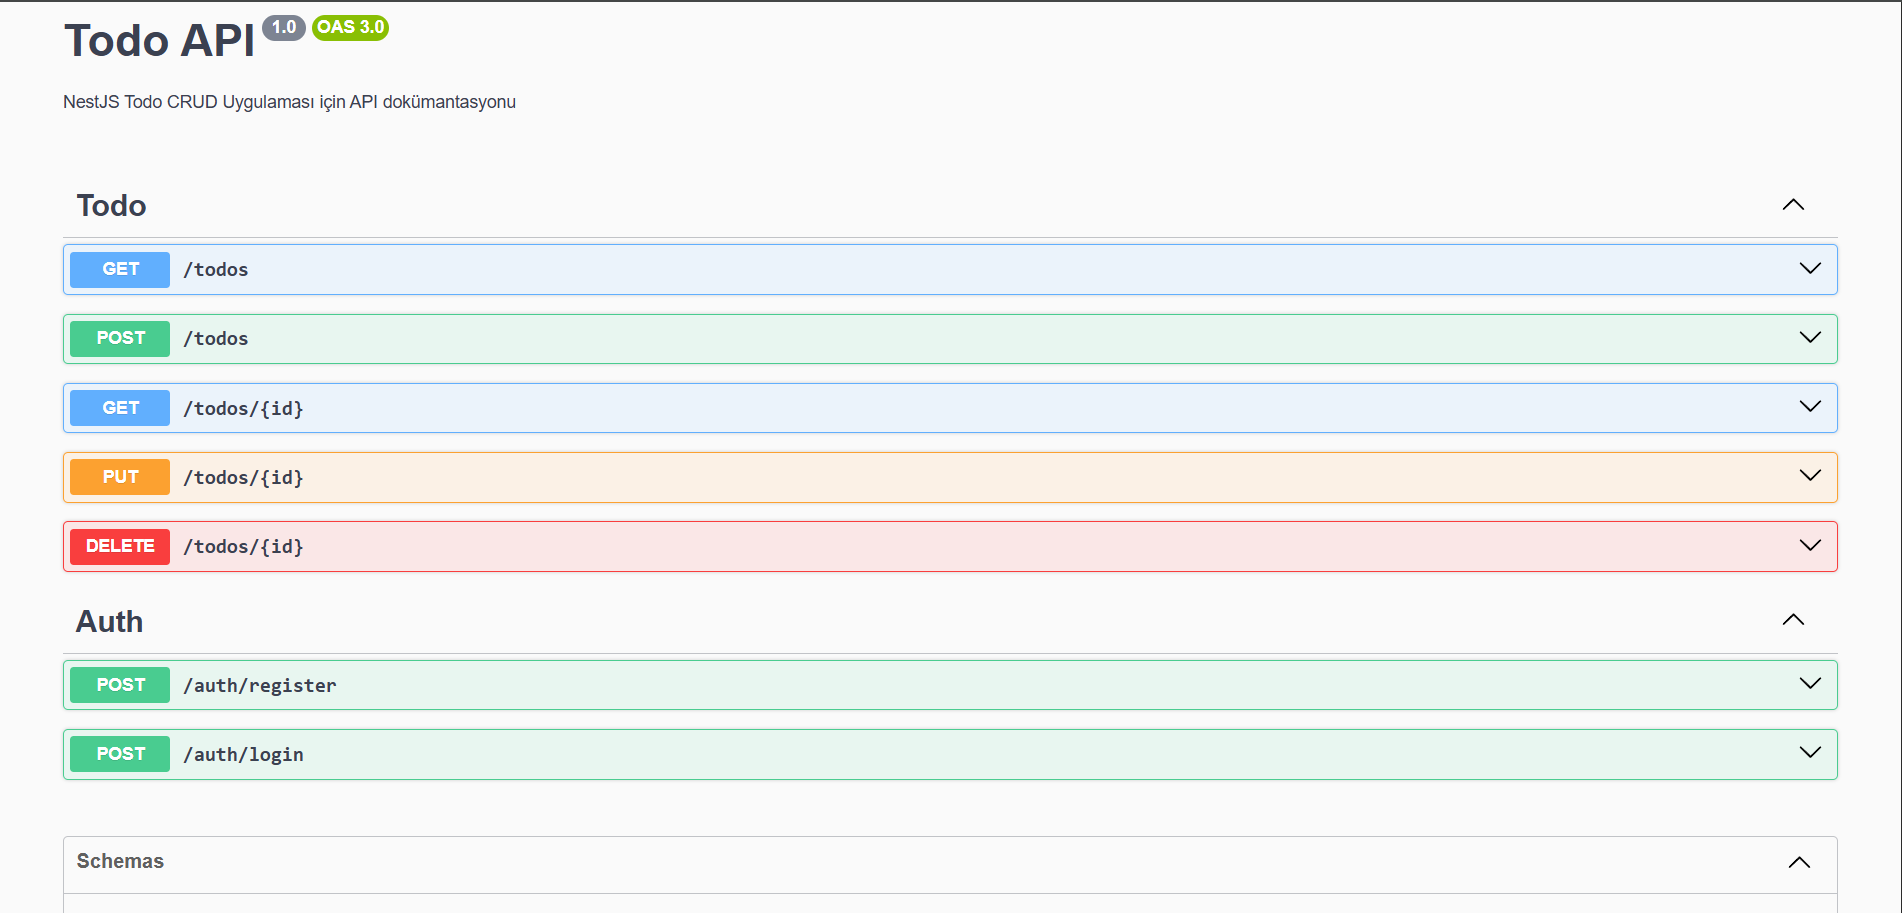 Todo API 1.0 OAS 3.0
NestJS Todo CRUD Uygulaması için API dokümantasyonu
Todo
GET /todos
POST /todos
GET /todos/{id}
PUT /todos/{id}
DELETE /todos/{id}
Auth
POST /auth/register
POST /auth/login
Schemas